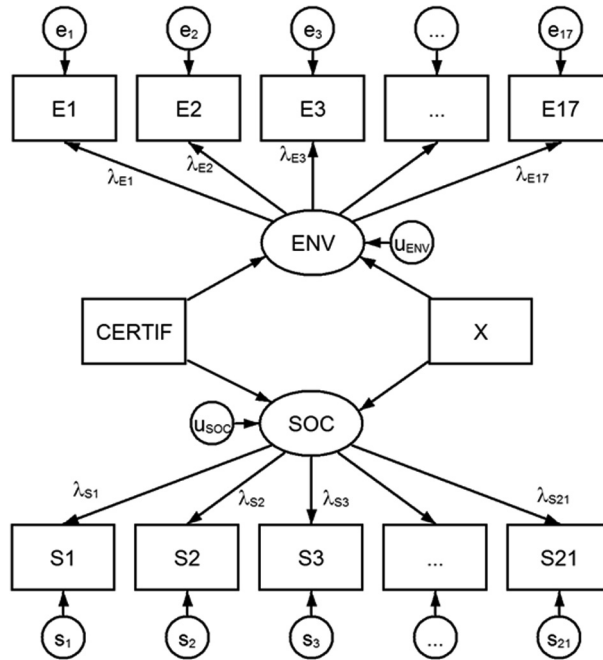 e1 e2 e3 ... e17
E1 E2 E3 ... E17
λE1 λE2 λE3 λE17
ENV uENV
CERTIF X
uSOC SOC
λS1 λS2 λS3 λS21
S1 S2 S3 ... S21
s1 s2 s3 ... s21